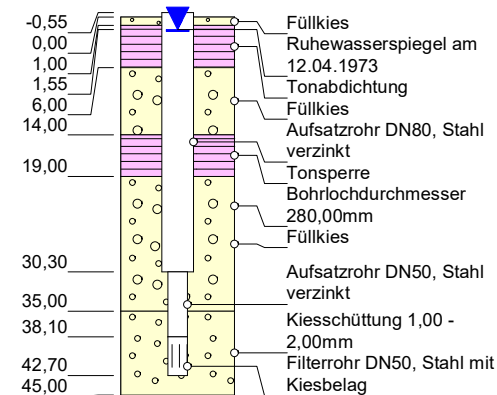 -0,55
0,00
1,00
1,55
6,00
14,00
19,00
30,30
35,00
38,10
42,70
45,00
Füllkies
Ruhewasserspiegel am
12.04.1973
Tonabdichtung
Füllkies
Aufsatzrohr DN80, Stahl
verzinkt
Tonsperre
Bohrlochdurchmesser
280,00mm
Füllkies
Aufsatzrohr DN50, Stahl
verzinkt
Kiesschüttung 1,00 -
2,00mm
Filterrohr DN50, Stahl mit
Kiesbelag